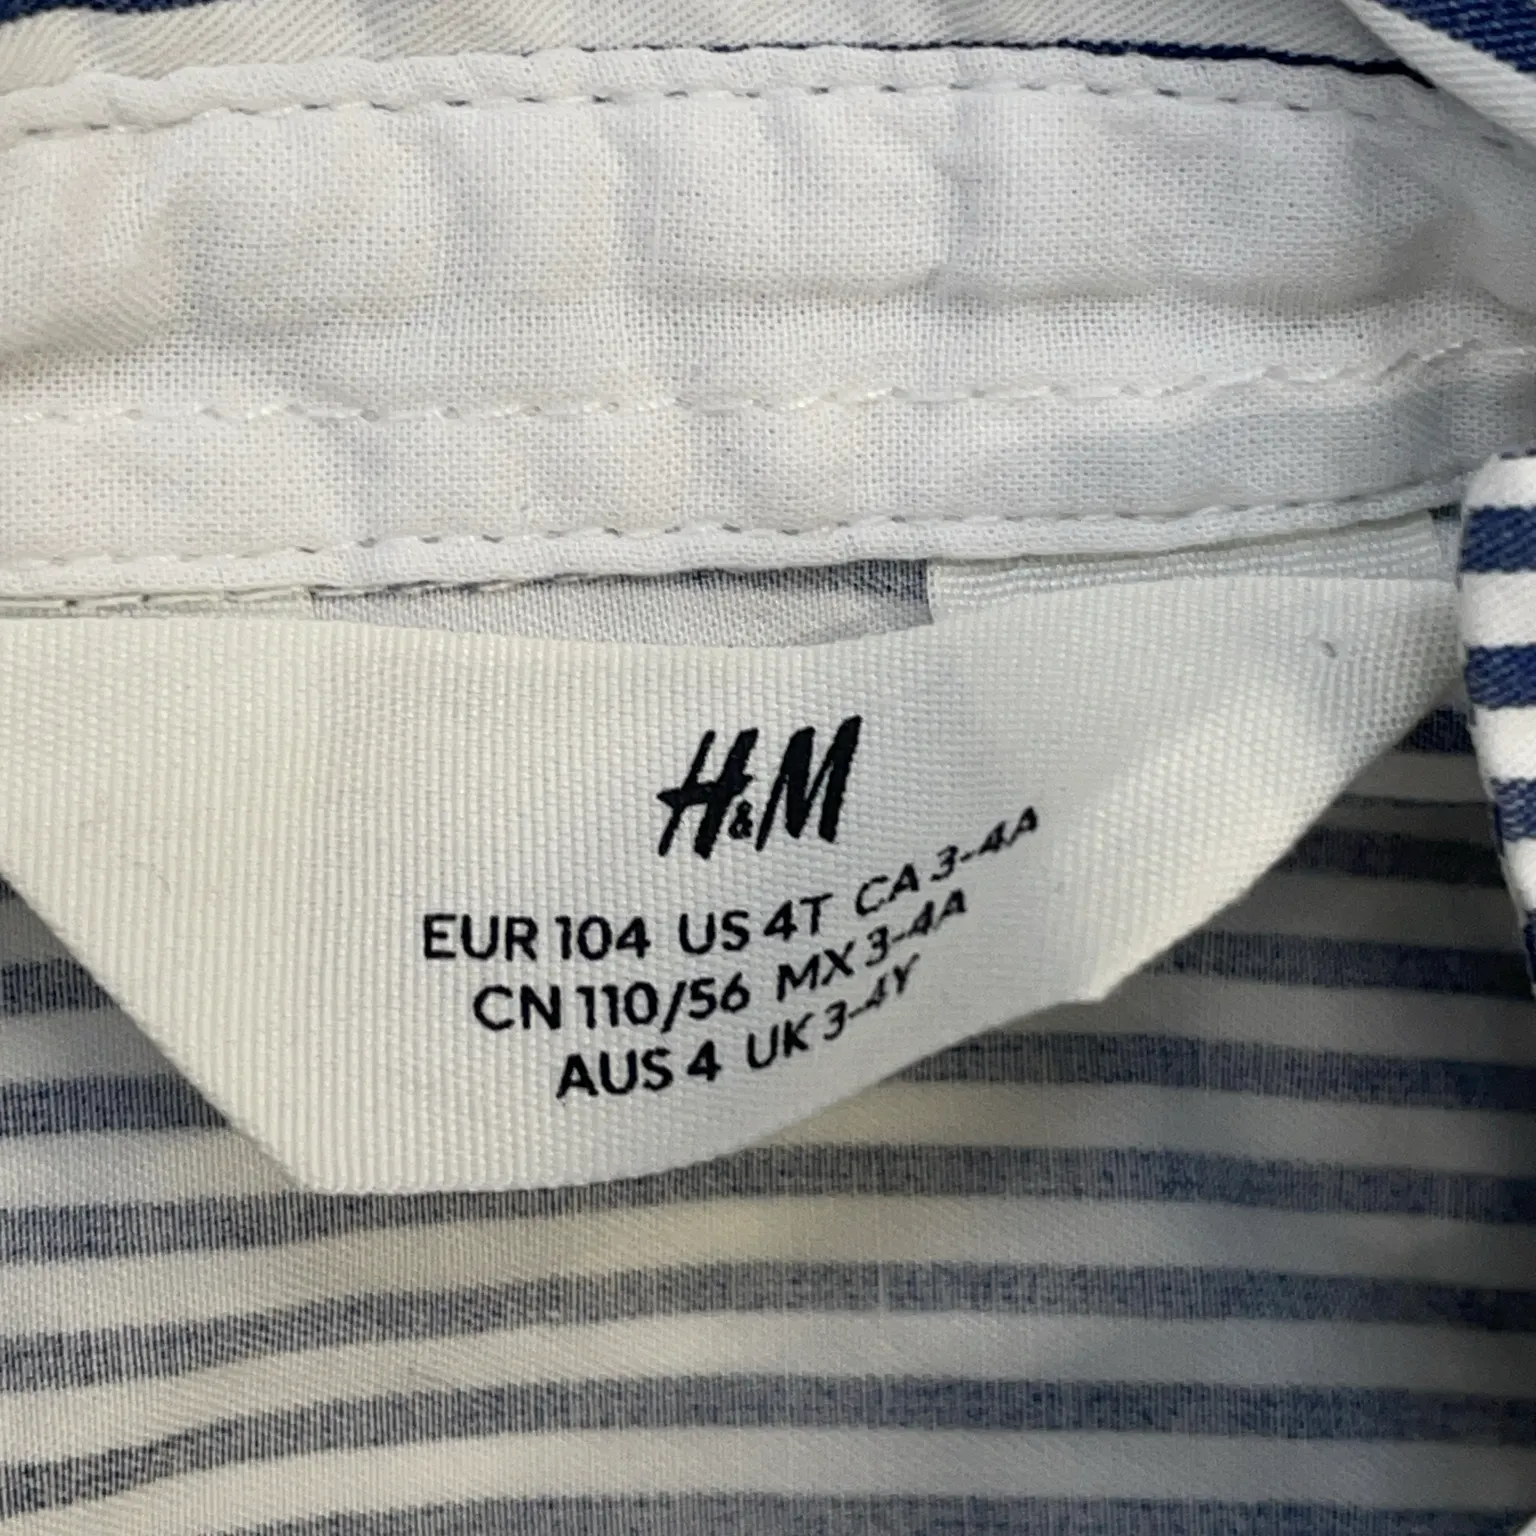 H&M
EUR 104 US 4T CA 3-4A
CN 110/56 MX 3-4A
AUS 4 UK 3-4Y